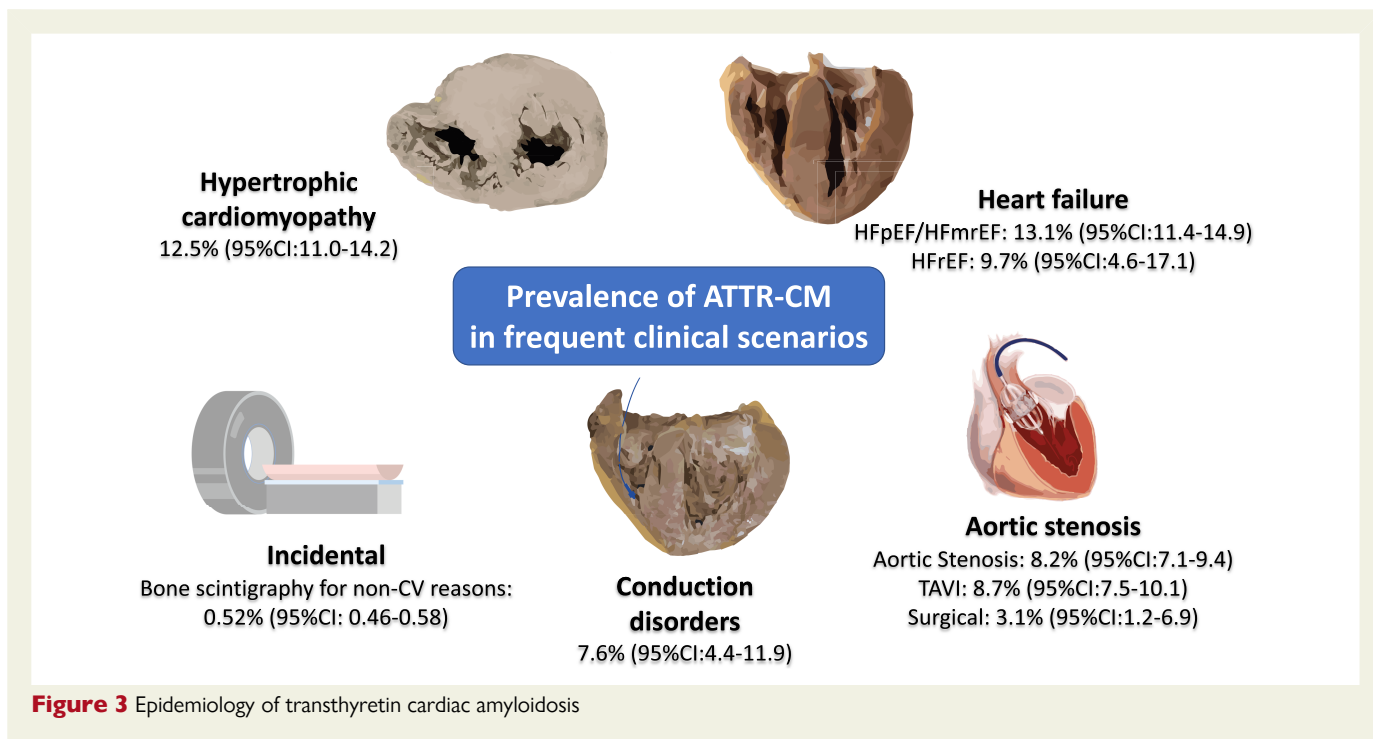 Hypertrophic
cardiomyopathy
12.5% (95%CI:11.0-14.2)
Heart failure
HFpEF/HFmrEF: 13.1% (95%CI:11.4-14.9)
HFrEF: 9.7% (95%CI:4.6-17.1)
Prevalence of ATTR-CM
in frequent clinical scenarios
Incidental
Bone scintigraphy for non-CV reasons:
0.52% (95%CI: 0.46-0.58)
Conduction
disorders
7.6% (95%CI:4.4-11.9)
Aortic stenosis
Aortic Stenosis: 8.2% (95%CI:7.1-9.4)
TAVI: 8.7% (95%CI:7.5-10.1)
Surgical: 3.1% (95%CI:1.2-6.9)
Figure 3 Epidemiology of transthyretin cardiac amyloidosis